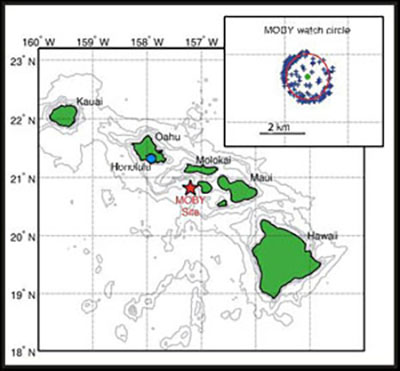 MOBY watch circle
2 km
160° W
159° W
158° W
157° W
23° N
22° N
21° N
20° N
19° N
18° N
Kauai
Oahu
Honolulu
Molokai
Maui
MOBY
Site
Hawaii